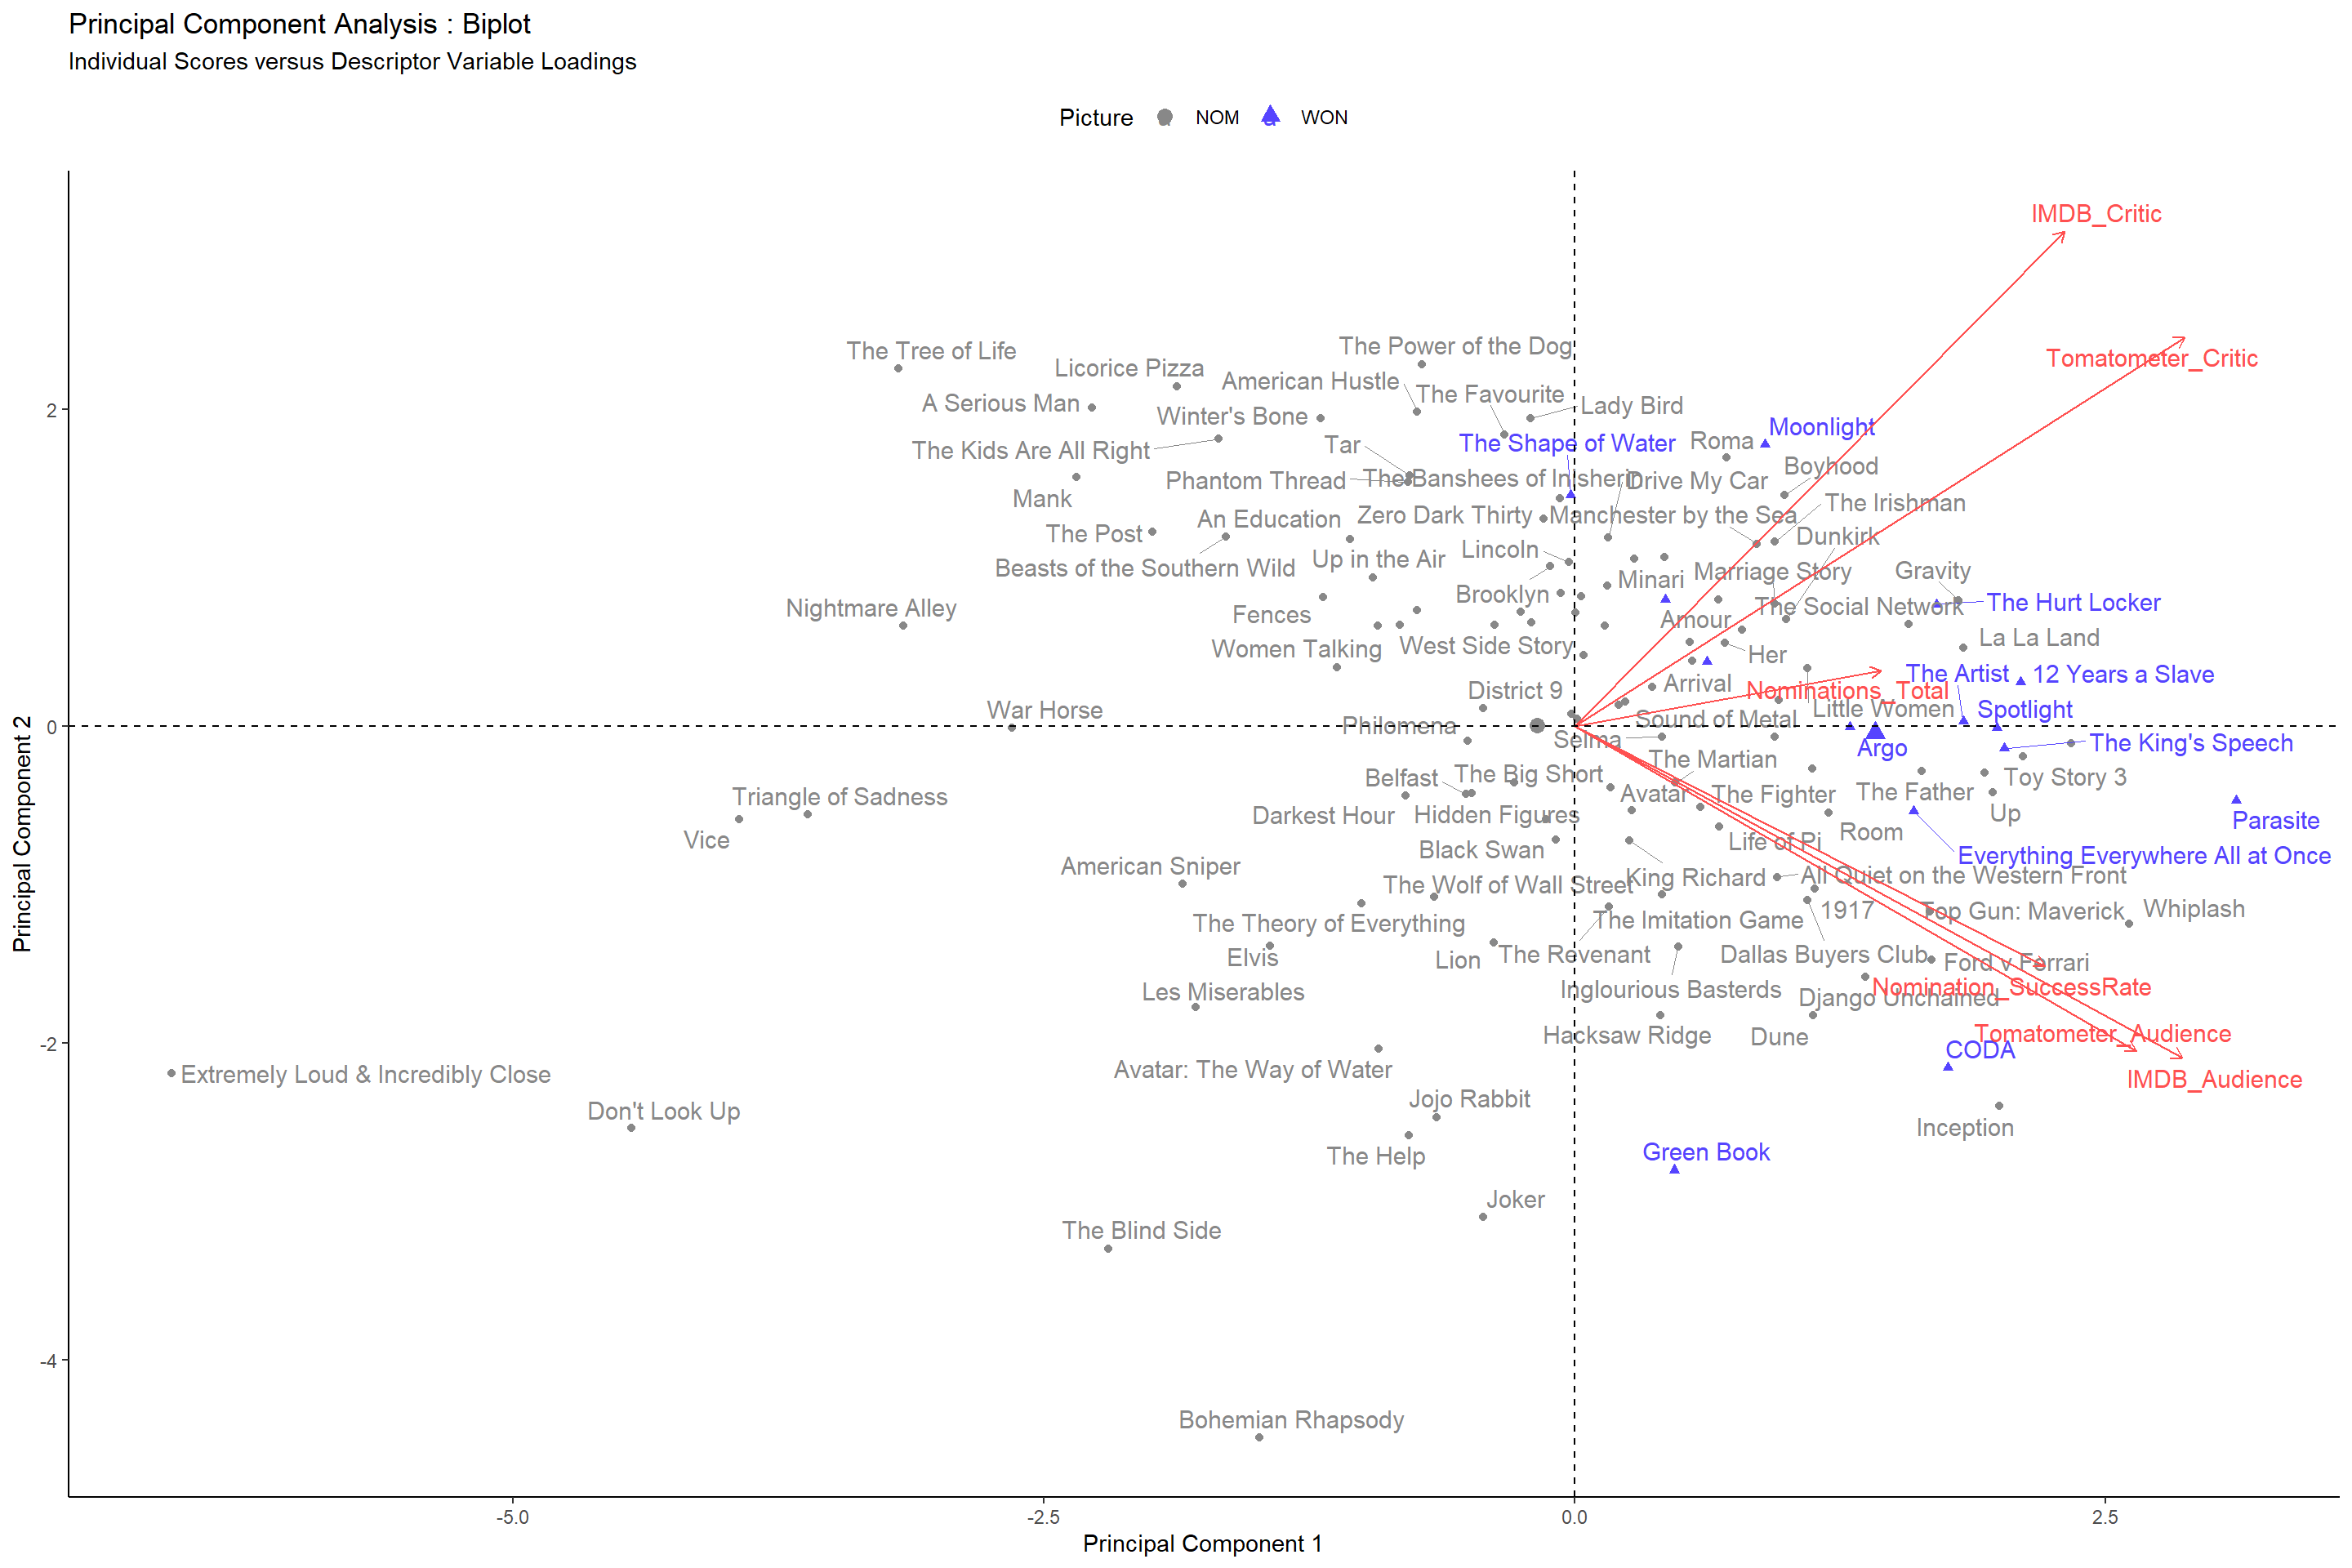 Principal Component Analysis : Biplot
Individual Scores versus Descriptor Variable Loadings
Picture NOM WON
IMDB_Critic
Tomatometer_Critic
The Tree of Life
The Power of the Dog
Licorice Pizza
American Hustle
The Favourite
A Serious Man
Winter's Bone
Lady Bird
Moonlight
The Kids Are All Right
Tar
The Shape of Water
Roma
Boyhood
Phantom Thread
The Banshees of Inisherin
Drive My Car
Mank
The Irishman
An Education
Zero Dark Thirty
Manchester by the Sea
The Post
Dunkirk
Up in the Air
Lincoln
Beasts of the Southern Wild
Minari
Marriage Story
Gravity
Nightmare Alley
Fences
Brooklyn
The Social Network
The Hurt Locker
Amour
Women Talking
West Side Story
Her
La La Land
District 9
Arrival
Nominations_Total
The Artist
12 Years a Slave
War Horse
Philomena
Sound of Metal
Little Women
Spotlight
Selma
Argo
The King's Speech
The Martian
Belfast
The Big Short
Toy Story 3
Triangle of Sadness
Avatar
The Fighter
The Father
Vice
Darkest Hour
Hidden Figures
Up
Parasite
Room
Black Swan
Life of Pi
Everything Everywhere All at Once
American Sniper
The Wolf of Wall Street
King Richard
All Quiet on the Western Front
The Theory of Everything
The Imitation Game
1917
Top Gun: Maverick
Whiplash
Elvis
Lion
The Revenant
Dallas Buyers Club
Ford v Ferrari
Les Miserables
Inglourious Basterds
Django Unchained
Nomination_SuccessRate
Hacksaw Ridge
Dune
Tomatometer_Audience
CODA
Extremely Loud & Incredibly Close
Avatar: The Way of Water
IMDB_Audience
Don't Look Up
Jojo Rabbit
Inception
The Help
Green Book
Joker
The Blind Side
Bohemian Rhapsody
2
0
-2
-4
-5.0
-2.5
0.0
2.5
Principal Component 1
Principal Component 2